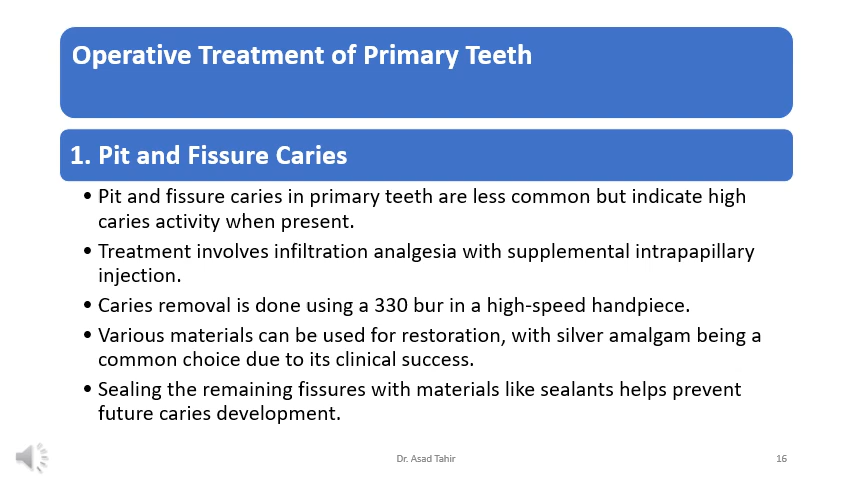 Operative Treatment of Primary Teeth
1. Pit and Fissure Caries
• Pit and fissure caries in primary teeth are less common but indicate high
caries activity when present.
• Treatment involves infiltration analgesia with supplemental intrapapillary
injection.
• Caries removal is done using a 330 bur in a high-speed handpiece.
• Various materials can be used for restoration, with silver amalgam being a
common choice due to its clinical success.
• Sealing the remaining fissures with materials like sealants helps prevent
future caries development.
Dr. Asad Tahir
16